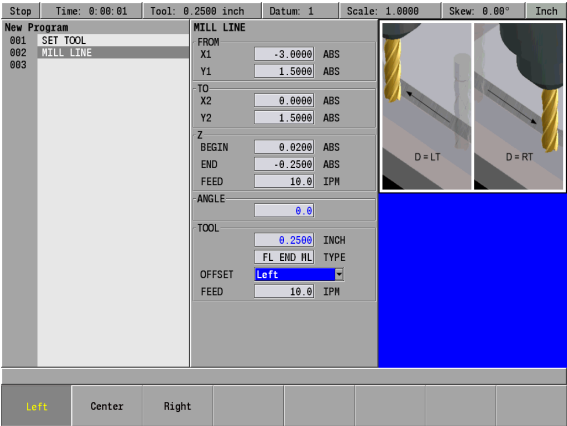 Stop Time: 0:00:01 Tool: 0.2500 inch Datum: 1 Scale: 1.0000 Skew: 0.00° Inch
New Program
001 SET TOOL
002 MILL LINE
003
MILL LINE
FROM
X1 -3.0000 ABS
Y1 1.5000 ABS
TO
X2 0.0000 ABS
Y2 1.5000 ABS
Z
BEGIN 0.0200 ABS
END -0.2500 ABS
FEED 10.0 IPM
ANGLE
0.0
TOOL
0.2500 INCH
FL END ML TYPE
OFFSET Left
FEED 10.0 IPM
D = LT D = RT
Left Center Right